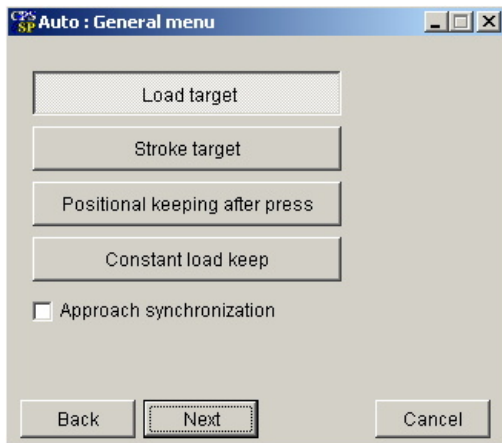 CPS
SP Auto : General menu
Load target
Stroke target
Positional keeping after press
Constant load keep
Approach synchronization
Back Next Cancel